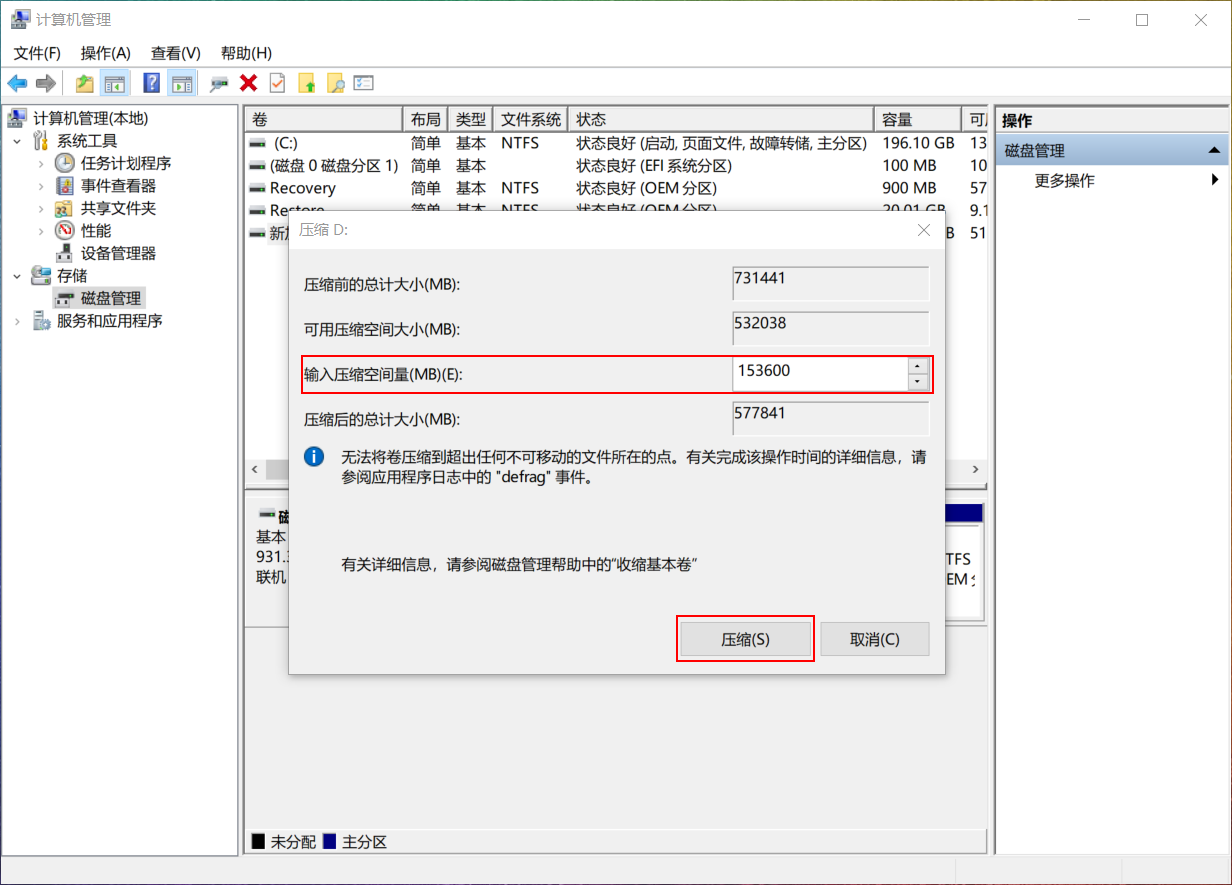 计算机管理
文件(F) 操作(A) 查看(V) 帮助(H)
计算机管理(本地)
系统工具
任务计划程序
事件查看器
共享文件夹
性能
设备管理器
存储
磁盘管理
服务和应用程序
卷 布局 类型 文件系统 状态 容量
(C:) 简单 基本 NTFS 状态良好 (启动, 页面文件, 故障转储, 主分区) 196.10 GB 13
(磁盘 0 磁盘分区 1) 简单 基本 状态良好 (EFI 系统分区) 100 MB 10
Recovery 简单 基本 NTFS 状态良好 (OEM 分区) 900 MB 57
Restore 简单 基本 NTFS 状态良好 (OEM 分区) 20.01 GB 9.1
新加 B 51
压缩 D:
压缩前的总计大小(MB): 731441
可用压缩空间大小(MB): 532038
输入压缩空间量(MB)(E): 153600
压缩后的总计大小(MB): 577841
无法将卷压缩到超出任何不可移动的文件所在的点。有关完成该操作时间的详细信息，请
参阅应用程序日志中的 "defrag" 事件。
有关详细信息，请参阅磁盘管理帮助中的"收缩基本卷"
压缩(S) 取消(C)
基本
931.3
联机
TFS
EM
未分配 主分区
操作
磁盘管理
更多操作